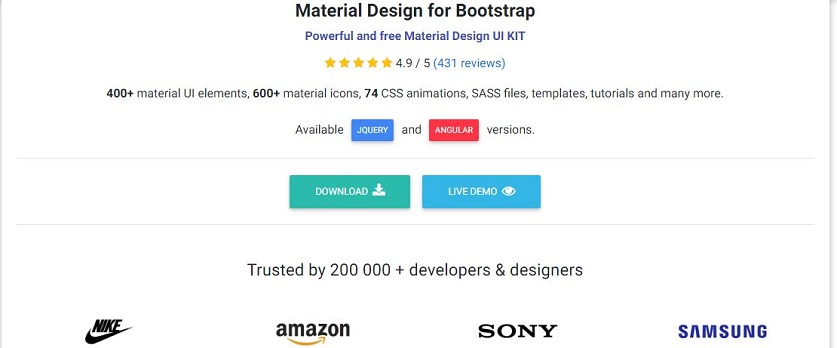 Material Design for Bootstrap
Powerful and free Material Design UI KIT
4.9 / 5 (431 reviews)
400+ material UI elements, 600+ material icons, 74 CSS animations, SASS files, templates, tutorials and many more.
Available JQUERY and ANGULAR versions.
DOWNLOAD LIVE DEMO
Trusted by 200 000 + developers & designers
NIKE amazon SONY SAMSUNG